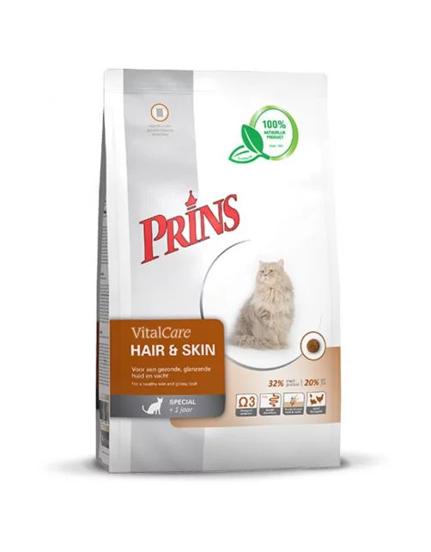 100%
NATUURLIJK
PRODUCT
PRINS
VitalCare
HAIR & SKIN
Voor een gezonde, glanzende
huid en vacht
For a healthy skin and glossy coat
32% 20%
SPECIAL
+ 1 jaar
Ω3